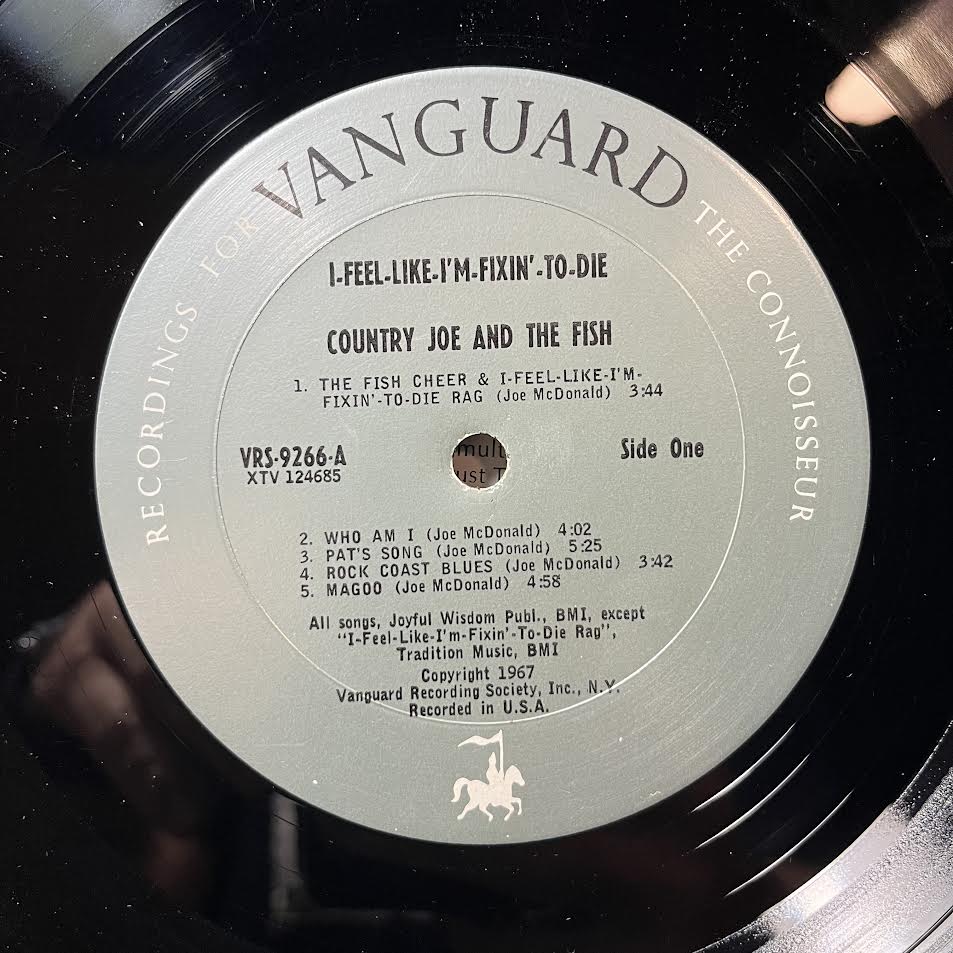 VANGUARD
RECORDINGS FOR THE CONNOISSEUR
I-FEEL-LIKE-I'M-FIXIN'-TO-DIE
COUNTRY JOE AND THE FISH
1. THE FISH CHEER & I-FEEL-LIKE-I'M-
FIXIN'-TO-DIE RAG (Joe McDonald) 3:44
VRS-9266-A
XTV 124685
Side One
2. WHO AM I (Joe McDonald) 4:02
3. PAT'S SONG (Joe McDonald) 5:25
4. ROCK COAST BLUES (Joe McDonald) 3:42
5. MAGOO (Joe McDonald) 4:58
All songs, Joyful Wisdom Publ., BMI, except
"I-Feel-Like-I'm-Fixin'-To-Die Rag",
Tradition Music, BMI
Copyright 1967
Vanguard Recording Society, Inc., N.Y.
Recorded in U.S.A.